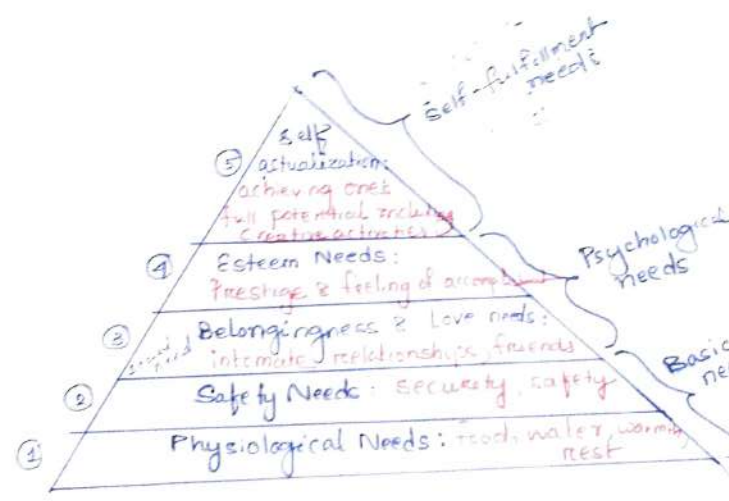 Self-fulfillment
needs
Self
⑤ actualization:
achieving ones
full potential including
creative activities
Psychological
needs
④ Esteem Needs:
Prestige & feeling of accomplishment
③ Belongingness & Love needs:
intimate relationships, friends
Basic
② Safety Needs: security, safety
① Physiological Needs: Food, water, warmth,
rest